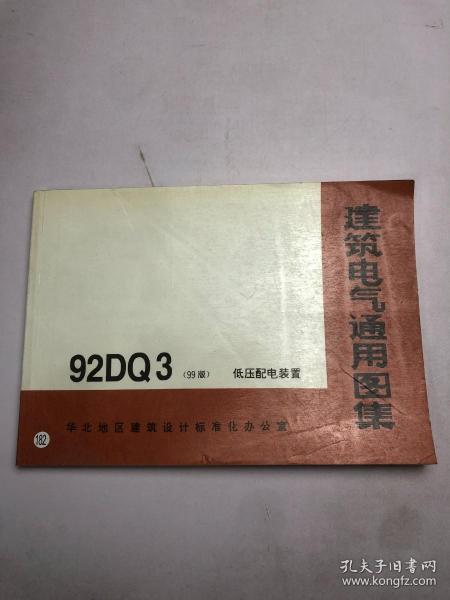 建筑电气通用图集
92DQ3 (99版) 低压配电装置
华北地区建筑设计标准化办公室
182
孔夫子旧书网
www.kongfz.com